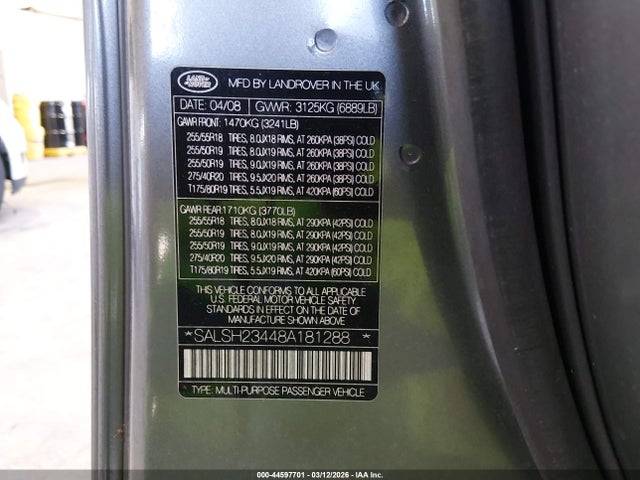 LAND ROVER
MFD BY LANDROVER IN THE UK
DATE: 04/08 GVWR: 3125KG (6889LB)
GAWR FRONT: 1470KG (3241LB)
255/55R18 TIRES, 8.0JX18 RIMS, AT 260KPA (38PSI) COLD
255/50R19 TIRES, 8.0JX19 RIMS, AT 260KPA (38PSI) COLD
255/50R19 TIRES, 9.0JX19 RIMS, AT 260KPA (38PSI) COLD
275/40R20 TIRES, 9.5JX20 RIMS, AT 260KPA (38PSI) COLD
T175/80R19 TIRES, 5.5JX19 RIMS, AT 420KPA (60PSI) COLD
GAWR REAR: 1710KG (3770LB)
255/55R18 TIRES, 8.0JX18 RIMS, AT 290KPA (42PSI) COLD
255/50R19 TIRES, 8.0JX19 RIMS, AT 290KPA (42PSI) COLD
255/50R19 TIRES, 9.0JX19 RIMS, AT 290KPA (42PSI) COLD
275/40R20 TIRES, 9.5JX20 RIMS, AT 290KPA (42PSI) COLD
T175/80R19 TIRES, 5.5JX19 RIMS, AT 420KPA (60PSI) COLD
THIS VEHICLE CONFORMS TO ALL APPLICABLE
U.S. FEDERAL MOTOR VEHICLE SAFETY
STANDARDS IN EFFECT ON THE DATE OF
MANUFACTURE SHOWN ABOVE.
*SALSH23448A181288*
TYPE: MULTI-PURPOSE PASSENGER VEHICLE
000-44597701 - 03/12/2026 - IAA Inc.